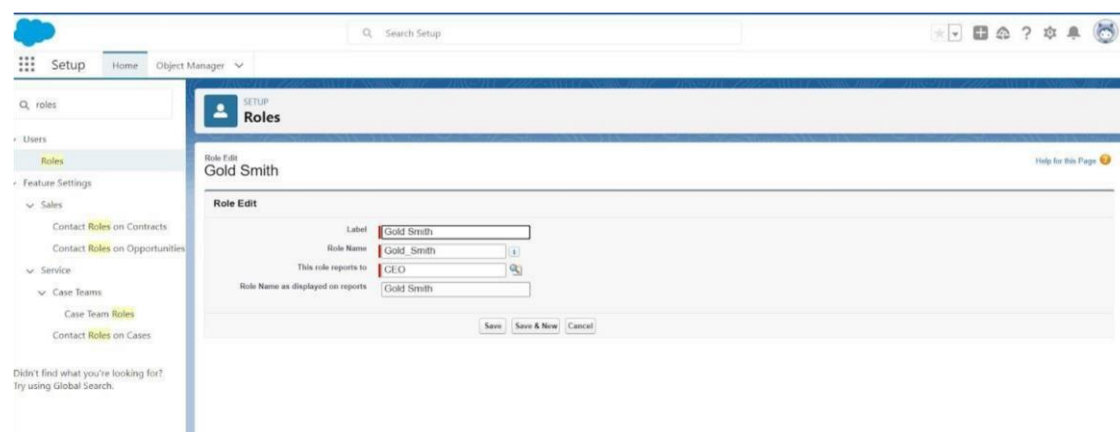 Search Setup
Setup Home Object Manager
roles
Users
Roles
Feature Settings
Sales
Contact Roles on Contracts
Contact Roles on Opportunities
Service
Case Teams
Case Team Roles
Contact Roles on Cases
Didn't find what you're looking for?
Try using Global Search.
SETUP
Roles
Role Edit
Gold Smith
Help for this Page
Role Edit
Label Gold Smith
Role Name Gold_Smith
This role reports to CEO
Role Name as displayed on reports Gold Smith
Save Save & New Cancel